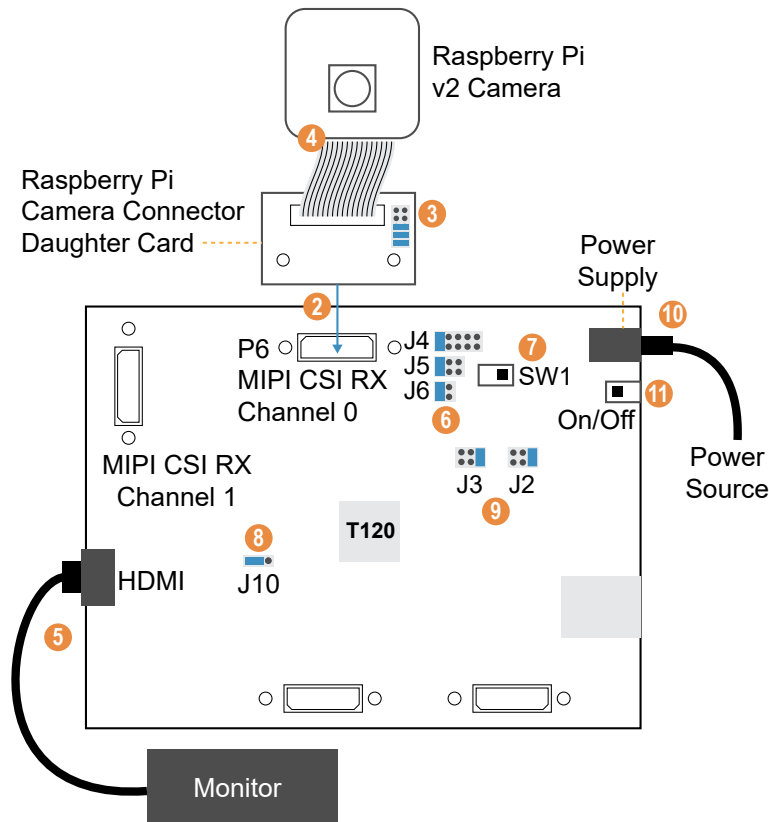 Raspberry Pi
v2 Camera
4
Raspberry Pi
Camera Connector
Daughter Card
3
Power
Supply
2
10
P6
MIPI CSI RX
Channel 0
J4
J5
J6
6
7
SW1
11
On/Off
MIPI CSI RX
Channel 1
J3
J2
9
Power
Source
T120
8
J10
HDMI
5
Monitor